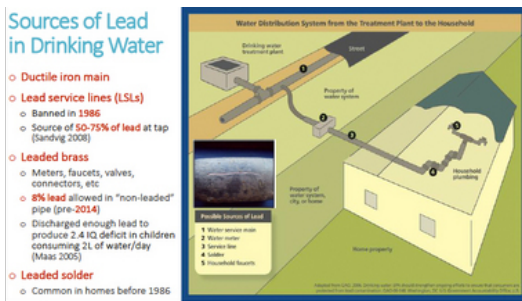 Sources of Lead
in Drinking Water
Ductile iron main
Lead service lines (LSLs)
Banned in 1986
Source of 50-75% of lead at tap
(Sandvig 2008)
Leaded brass
Meters, faucets, valves,
connectors, etc
8% lead allowed in "non-leaded"
pipe (pre-2014)
Discharged enough lead to
produce 2.4 IQ deficit in children
consuming 2L of water/day
(Maas 2005)
Leaded solder
Common in homes before 1986
Water Distribution System from the Treatment Plant to the Household
Drinking water
treatment plant
Street
1
Property of
water system
2
3
5
4
Household
plumbing
Property of
water system,
city, or home
Home property
Possible Sources of Lead
1 Water service main
2 Water meter
3 Service line
4 Solder
5 Household faucets